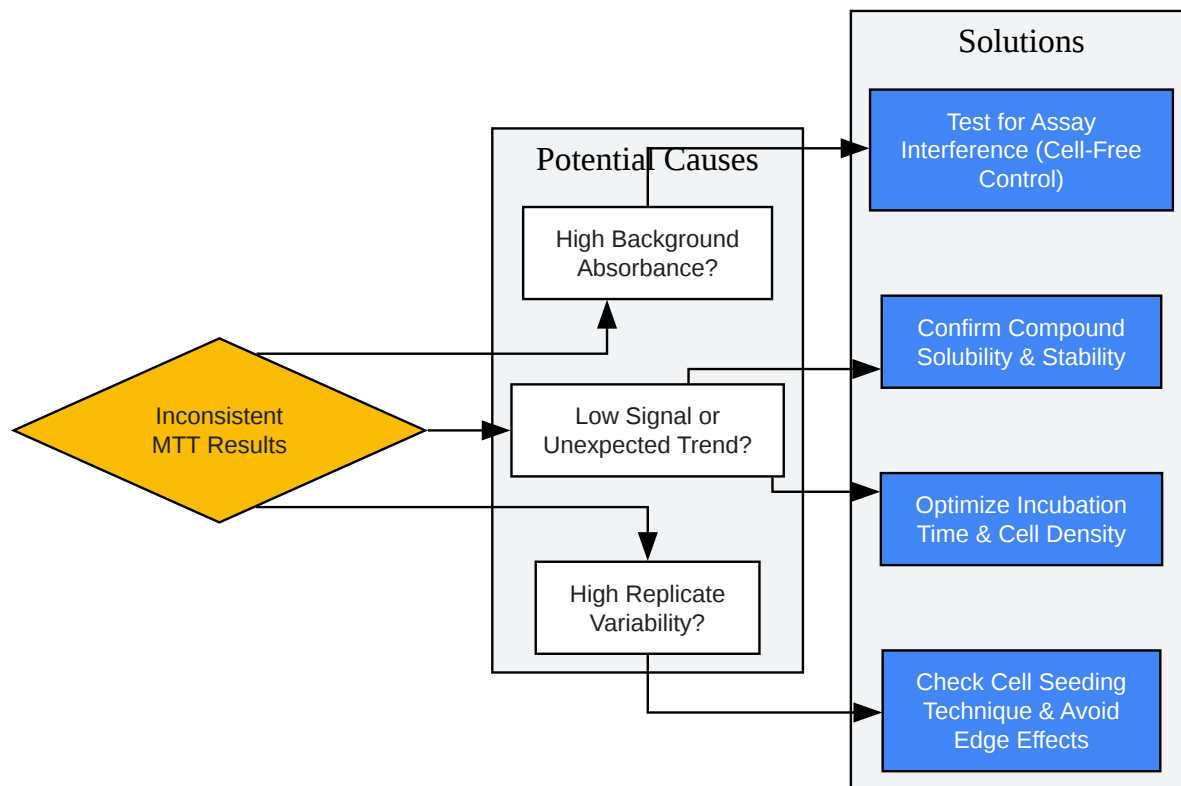 Solutions
Test for Assay
Interference (Cell-Free
Control)
Potential Causes
High Background
Absorbance?
Confirm Compound
Solubility & Stability
Inconsistent
MTT Results
Low Signal or
Unexpected Trend?
Optimize Incubation
Time & Cell Density
High Replicate
Variability?
Check Cell Seeding
Technique & Avoid
Edge Effects